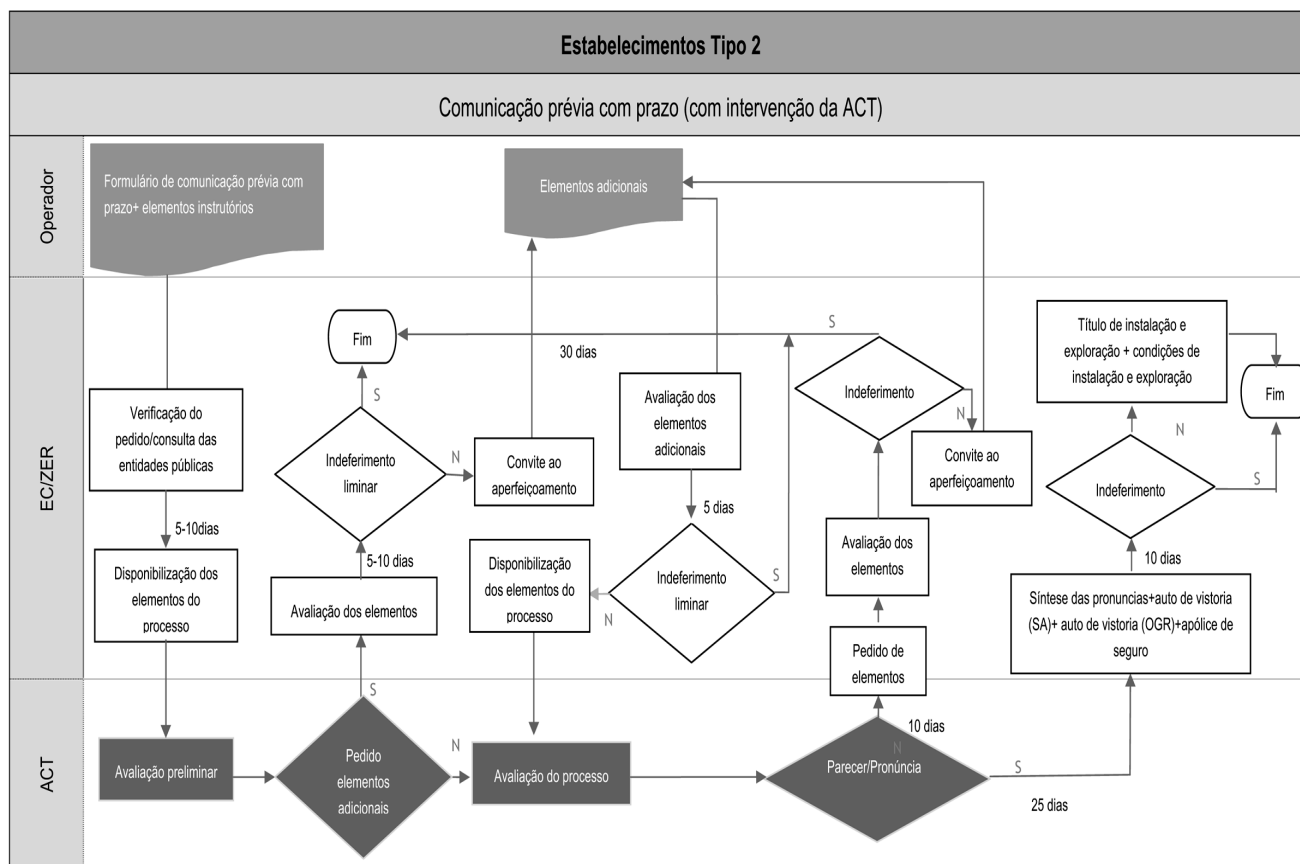 Estabelecimentos Tipo 2
Comunicação prévia com prazo (com intervenção da ACT)
Operador
Formulário de comunicação prévia com
prazo+ elementos instrutórios
Elementos adicionais
EC/ZER
Fim
S
30 dias
S
Título de instalação e
exploração + condições de
instalação e exploração
Fim
Verificação do
pedido/consulta das
entidades públicas
Indeferimento
liminar
N
Convite ao
aperfeiçoamento
Avaliação dos
elementos
adicionais
Indeferimento
N
Convite ao
aperfeiçoamento
N
Indeferimento
S
5-10dias
5-10 dias
5 dias
10 dias
Disponibilização dos
elementos do
processo
Avaliação dos elementos
Disponibilização
dos elementos do
processo
N
Indeferimento
liminar
S
Avaliação dos
elementos
Síntese das pronuncias+auto de vistoria
(SA)+ auto de vistoria (OGR)+apólice de
seguro
Pedido de
elementos
ACT
S
10 dias
Avaliação preliminar
Pedido
elementos
adicionais
N
Avaliação do processo
N
Parecer/Pronúncia
S
25 dias